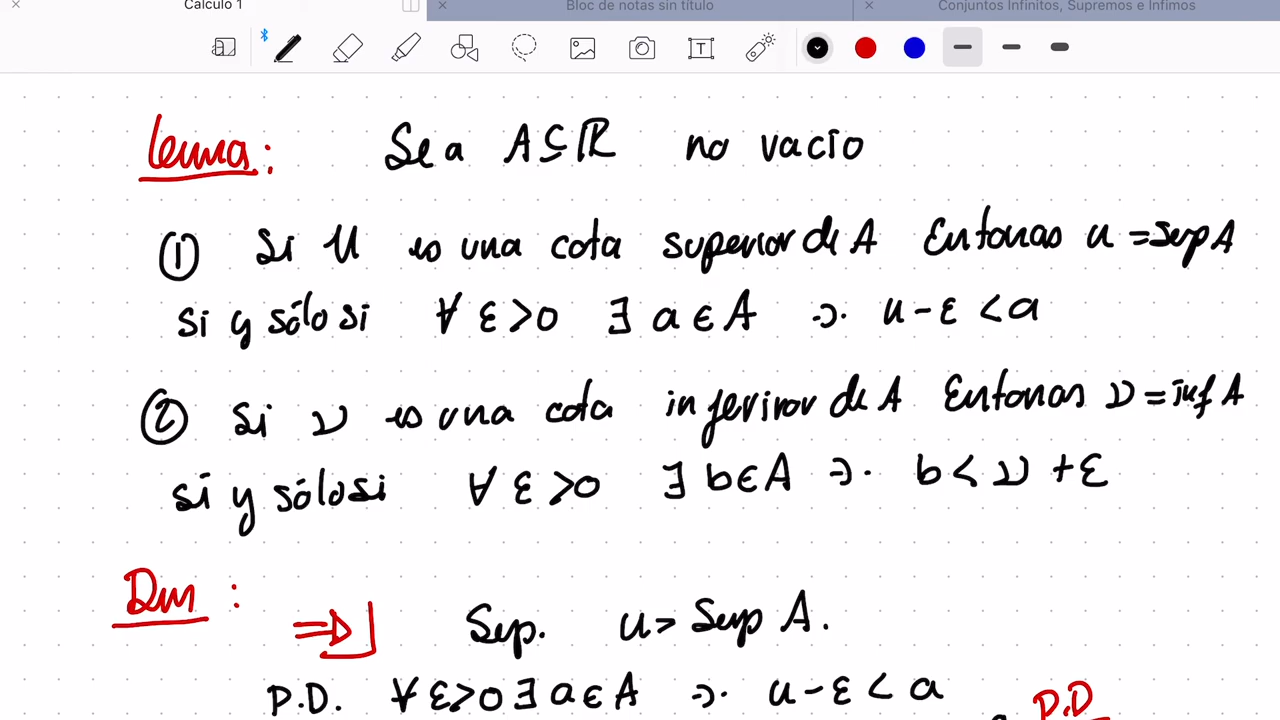 Calculo 1
Bloc de notas sin título
Conjuntos Infinitos, Supremos e Infimos
Lema: Sea A⊆ℝ no vacio
① Si u es una cota superior de A Entonces u = sup A
si y sólo si ∀ ε>0 ∃ a ∈ A ∋. u-ε < a
② Si ν es una cota inferiror de A Entonces ν = inf A
si y sólo si ∀ ε>0 ∃ b∈A ∋. b < ν + ε
Dm :
⇒] Sup. u= Sup A.
P.D. ∀ ε>0 ∃ a ∈ A ∋. u-ε < a
P.D